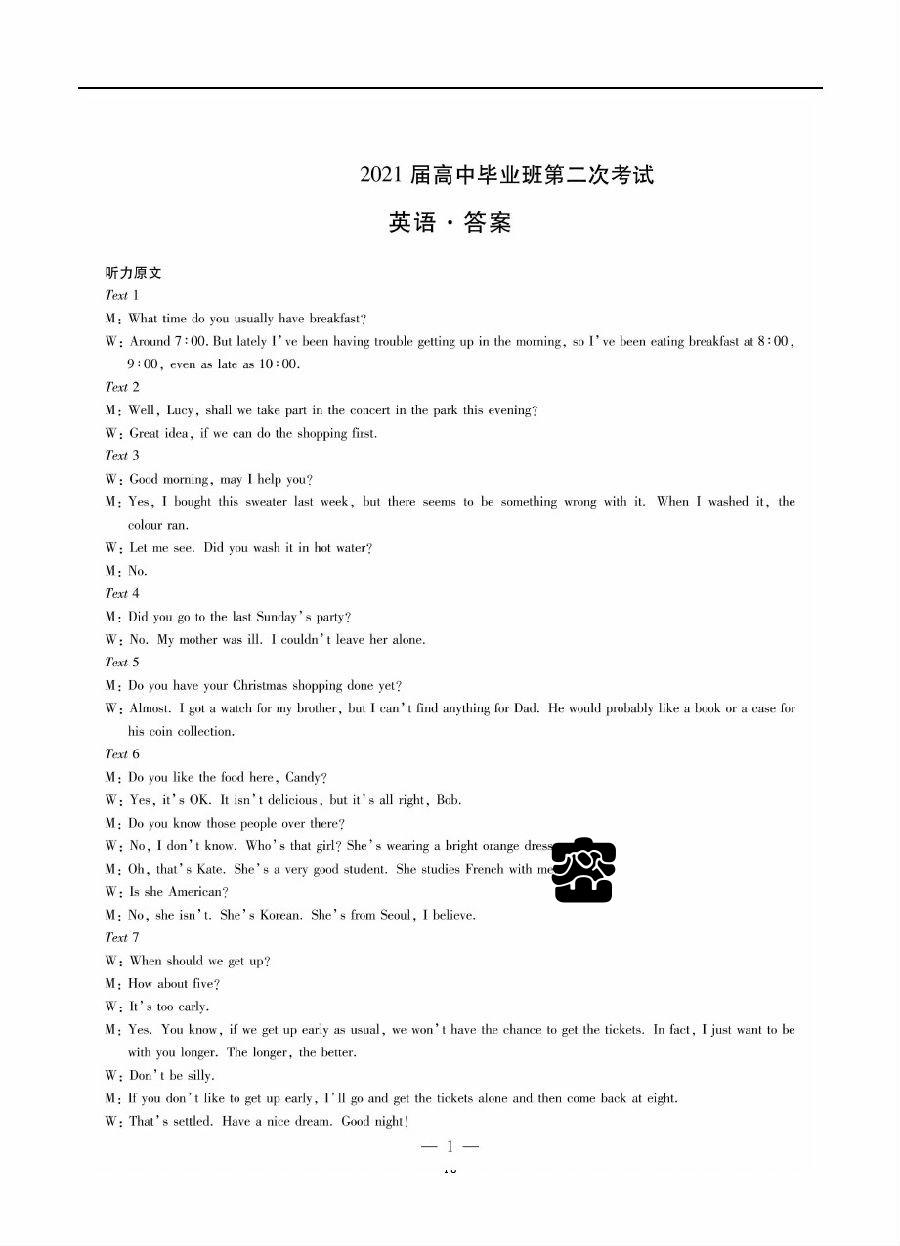 2021 届高中毕业班第二次考试
英语·答案
听力原文
Text 1
M: What time do you usually have breakfast?
W: Around 7:00. But lately I've been having trouble getting up in the morning, so I've been eating breakfast at 8:00,
9:00, even as late as 10:00.
Text 2
M: Well, Lucy, shall we take part in the concert in the park this evening?
W: Great idea, if we can do the shopping first.
Text 3
W: Good morning, may I help you?
M: Yes, I bought this sweater last week, but there seems to be something wrong with it. When I washed it, the
colour ran.
W: Let me see. Did you wash it in hot water?
M: No.
Text 4
M: Did you go to the last Sunday's party?
W: No. My mother was ill. I couldn't leave her alone.
Text 5
M: Do you have your Christmas shopping done yet?
W: Almost. I got a watch for my brother, but I can't find anything for Dad. He would probably like a book or a case for
his coin collection.
Text 6
M: Do you like the food here, Candy?
W: Yes, it's OK. It isn't delicious, but it's all right, Bob.
M: Do you know those people over there?
W: No, I don't know. Who's that girl? She's wearing a bright orange dress
M: Oh, that's Kate. She's a very good student. She studies French with me
W: Is she American?
M: No, she isn't. She's Korean. She's from Seoul, I believe.
Text 7
W: When should we get up?
M: How about five?
W: It's too early.
M: Yes. You know, if we get up early as usual, we won't have the chance to get the tickets. In fact, I just want to be
with you longer. The longer, the better.
W: Don't be silly.
M: If you don't like to get up early, I'll go and get the tickets alone and then come back at eight.
W: That's settled. Have a nice dream. Good night!
— 1 —